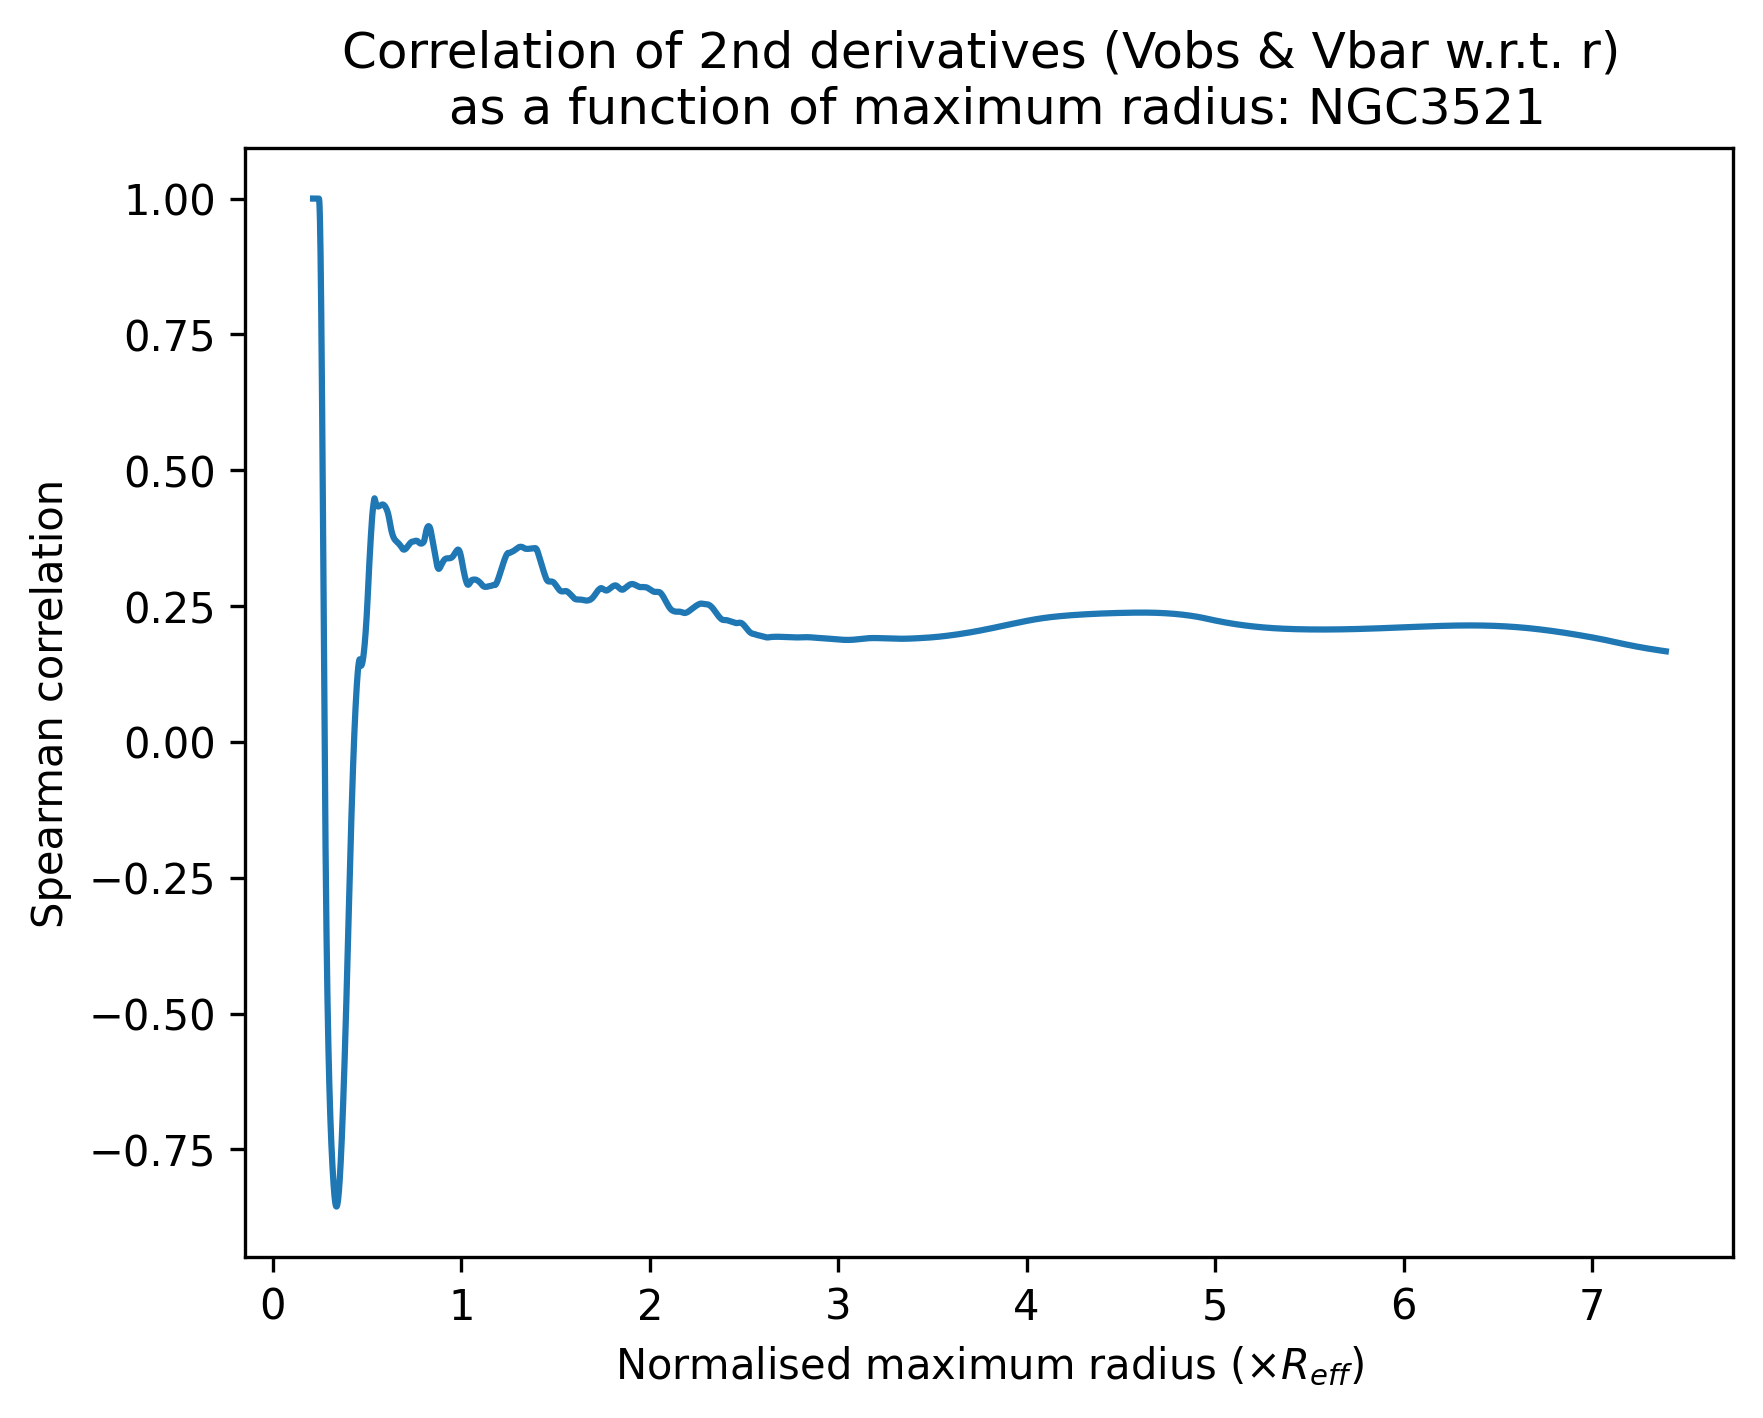 Correlation of 2nd derivatives (Vobs & Vbar w.r.t. r)
as a function of maximum radius: NGC3521
Spearman correlation
1.00
0.75
0.50
0.25
0.00
−0.25
−0.50
−0.75
0 1 2 3 4 5 6 7
Normalised maximum radius (×R_eff)